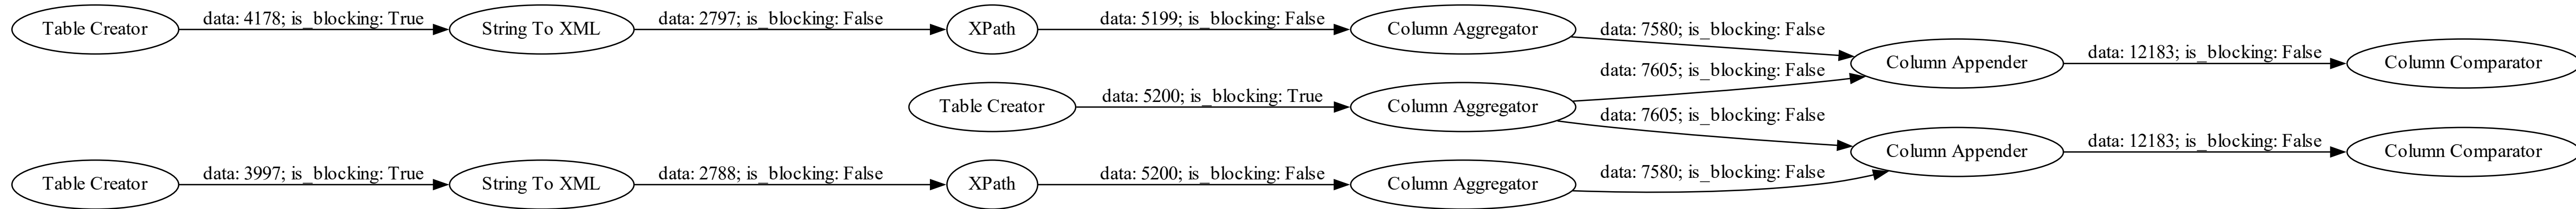 Table Creator
data: 4178; is_blocking: True
String To XML
data: 2797; is_blocking: False
XPath
data: 5199; is_blocking: False
Column Aggregator
data: 7580; is_blocking: False
Column Appender
data: 12183; is_blocking: False
Column Comparator
Table Creator
data: 5200; is_blocking: True
Column Aggregator
data: 7605; is_blocking: False
data: 7605; is_blocking: False
Column Appender
data: 12183; is_blocking: False
Column Comparator
Table Creator
data: 3997; is_blocking: True
String To XML
data: 2788; is_blocking: False
XPath
data: 5200; is_blocking: False
Column Aggregator
data: 7580; is_blocking: False